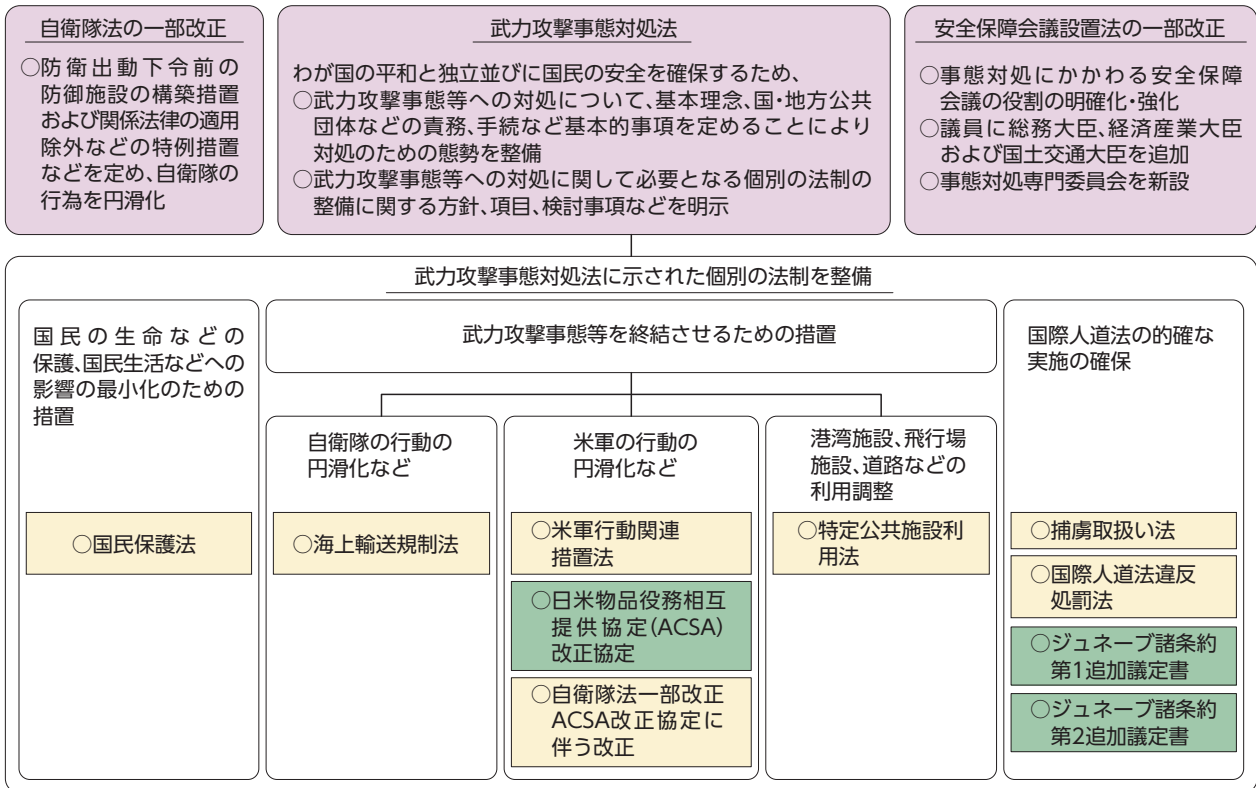 自衛隊法の一部改正
○防衛出動下令前の
防御施設の構築措置
および関係法律の適用
除外などの特例措置
などを定め、自衛隊の
行為を円滑化
武力攻撃事態対処法
わが国の平和と独立並びに国民の安全を確保するため、
○武力攻撃事態等への対処について、基本理念、国・地方公共
団体などの責務、手続など基本的事項を定めることにより
対処のための態勢を整備
○武力攻撃事態等への対処に関して必要となる個別の法制の
整備に関する方針、項目、検討事項などを明示
安全保障会議設置法の一部改正
○事態対処にかかわる安全保障
会議の役割の明確化・強化
○議員に総務大臣、経済産業大臣
および国土交通大臣を追加
○事態対処専門委員会を新設
武力攻撃事態対処法に示された個別の法制を整備
国民の生命などの
保護、国民生活などへの
影響の最小化のための
措置
○国民保護法
武力攻撃事態等を終結させるための措置
自衛隊の行動の
円滑化など
○海上輸送規制法
米軍の行動の
円滑化など
○米軍行動関連
措置法
○日米物品役務相互
提供協定(ACSA)
改正協定
○自衛隊法一部改正
ACSA改正協定に
伴う改正
港湾施設、飛行場
施設、道路などの
利用調整
○特定公共施設利
用法
国際人道法の的確な
実施の確保
○捕虜取扱い法
○国際人道法違反
処罰法
○ジュネーブ諸条約
第1追加議定書
○ジュネーブ諸条約
第2追加議定書